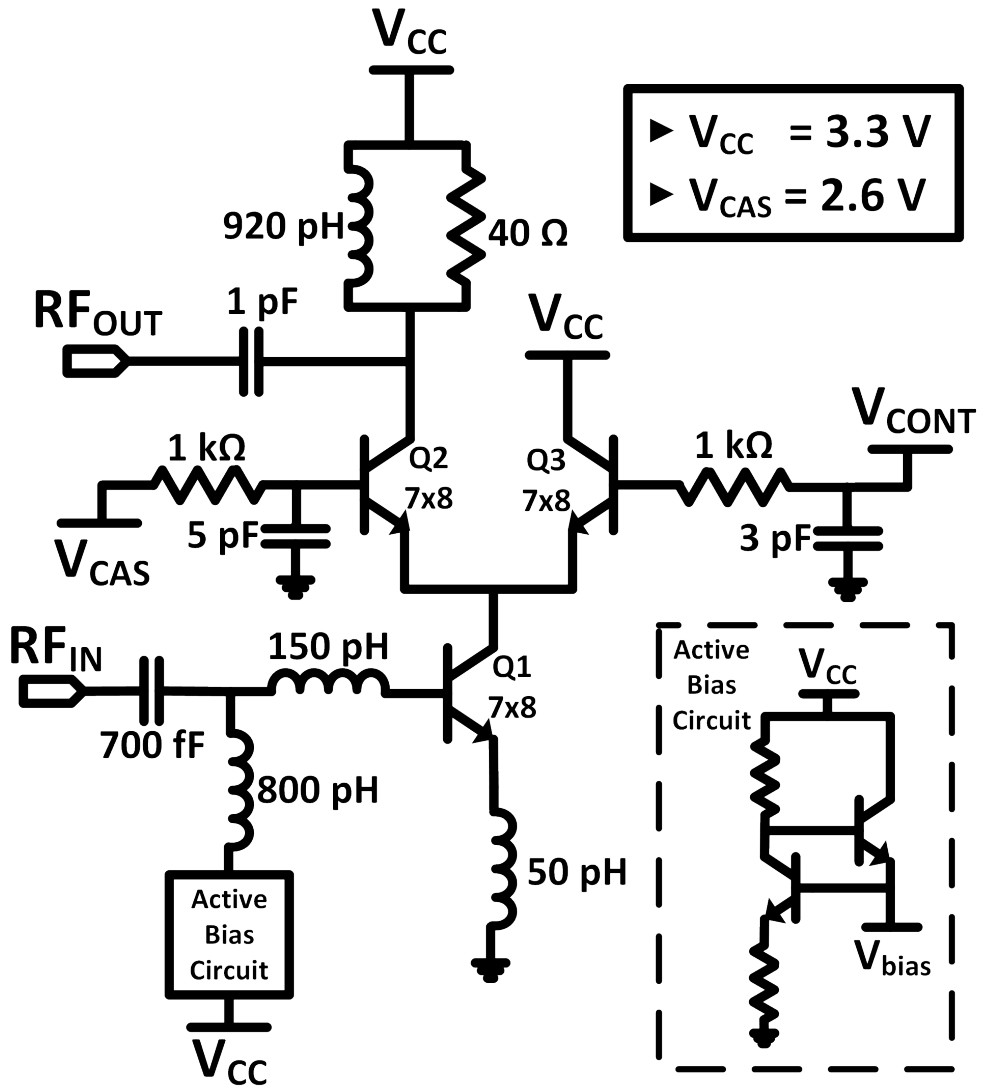 VCC
► VCC = 3.3 V
► VCAS = 2.6 V
920 pH
40 Ω
RFOUT
1 pF
VCC
VCONT
1 kΩ
Q2
7x8
Q3
7x8
1 kΩ
5 pF
3 pF
VCAS
RFIN
150 pH
Q1
7x8
700 fF
800 pH
50 pH
Active
Bias
Circuit
VCC
Active
Bias
Circuit
VCC
Vbias